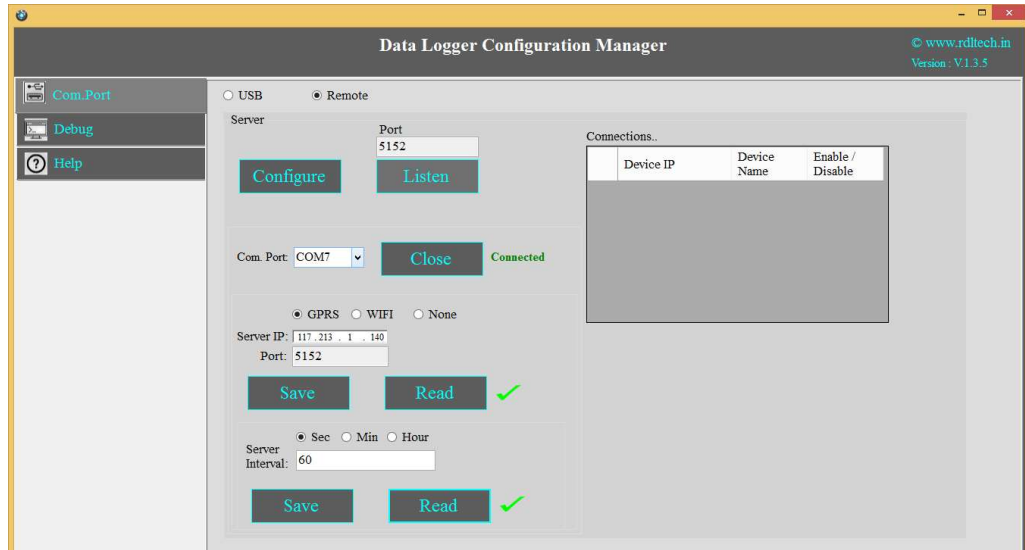 Data Logger Configuration Manager
© www.rdltech.in
Version : V.1.3.5
Com.Port
Debug
Help
USB Remote
Server
Port
5152
Configure Listen
Com. Port: COM7 Close Connected
GPRS WIFI None
Server IP: 117 . 213 . 1 . 140
Port: 5152
Save Read
Sec Min Hour
Server
Interval: 60
Save Read
Connections..
Device IP Device Name Enable / Disable